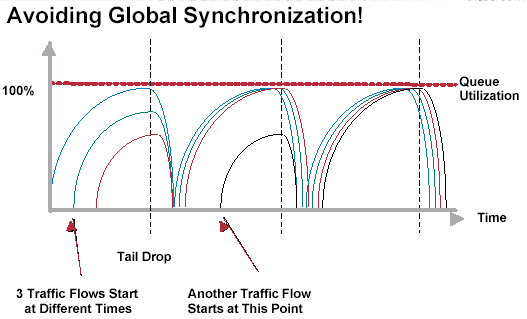 Avoiding Global Synchronization!
100%
Queue
Utilization
Time
Tail Drop
3 Traffic Flows Start
at Different Times
Another Traffic Flow
Starts at This Point